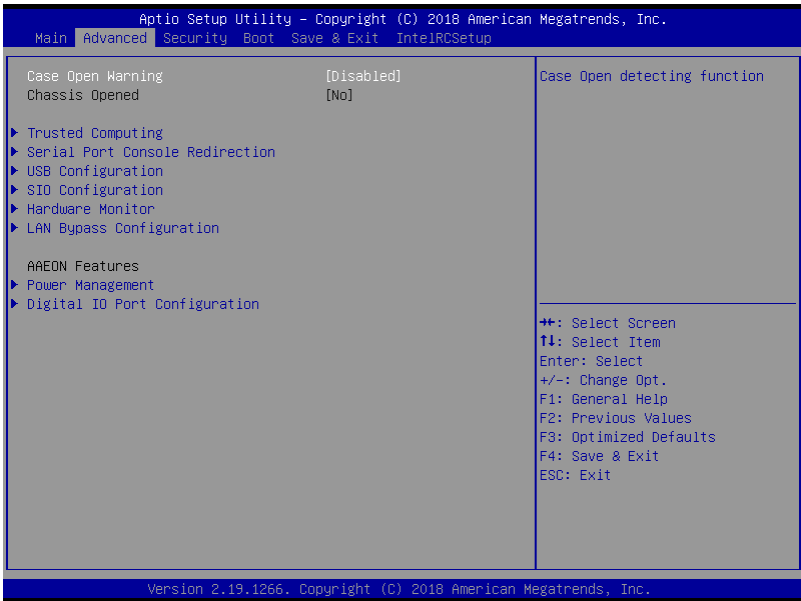 Aptio Setup Utility – Copyright (C) 2018 American Megatrends, Inc.
Main Advanced Security Boot Save & Exit IntelRCSetup
Case Open Warning [Disabled]
Chassis Opened [No]
Trusted Computing
Serial Port Console Redirection
USB Configuration
SIO Configuration
Hardware Monitor
LAN Bypass Configuration
AAEON Features
Power Management
Digital IO Port Configuration
Case Open detecting function
→←: Select Screen
↑↓: Select Item
Enter: Select
+/-: Change Opt.
F1: General Help
F2: Previous Values
F3: Optimized Defaults
F4: Save & Exit
ESC: Exit
Version 2.19.1266. Copyright (C) 2018 American Megatrends, Inc.